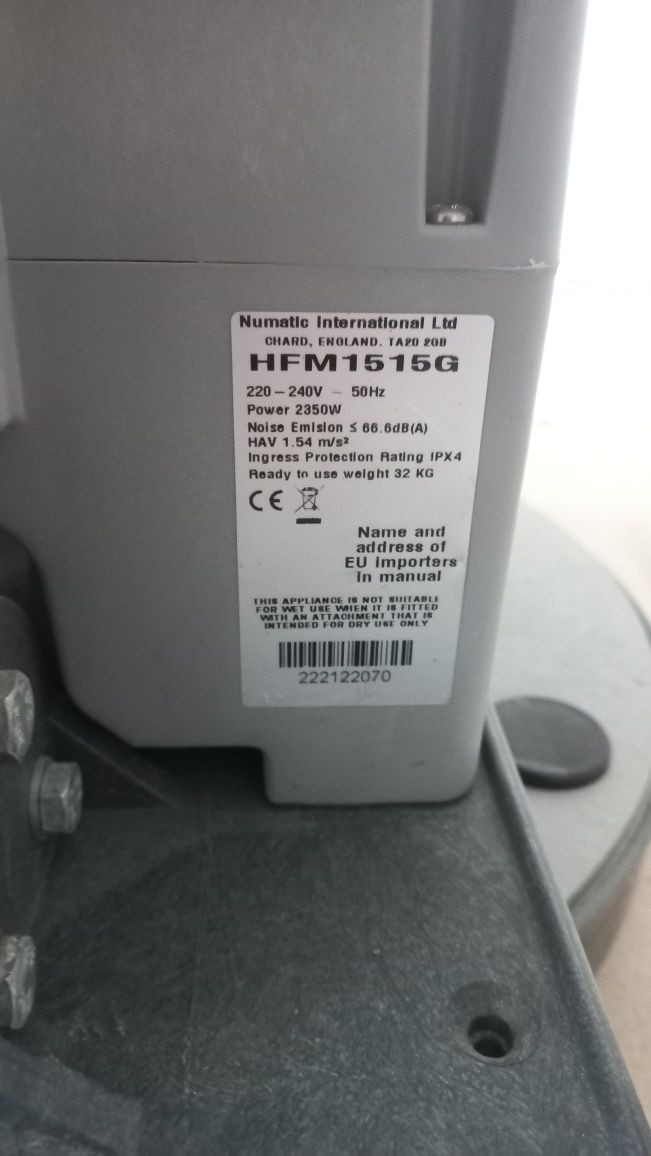 Numatic International Ltd
CHARD, ENGLAND. TA20 2GB
HFM1515G
220-240V ~ 50Hz
Power 2350W
Noise Emision ≤ 66.6dB(A)
HAV 1.54 m/s²
Ingress Protection Rating IPX4
Ready to use weight 32 KG
CE
Name and
address of
EU Importers
in manual
THIS APPLIANCE IS NOT SUITABLE
FOR WET USE WHEN IT IS FITTED
WITH AN ATTACHMENT THAT IS
INTENDED FOR DRY USE ONLY
222122070